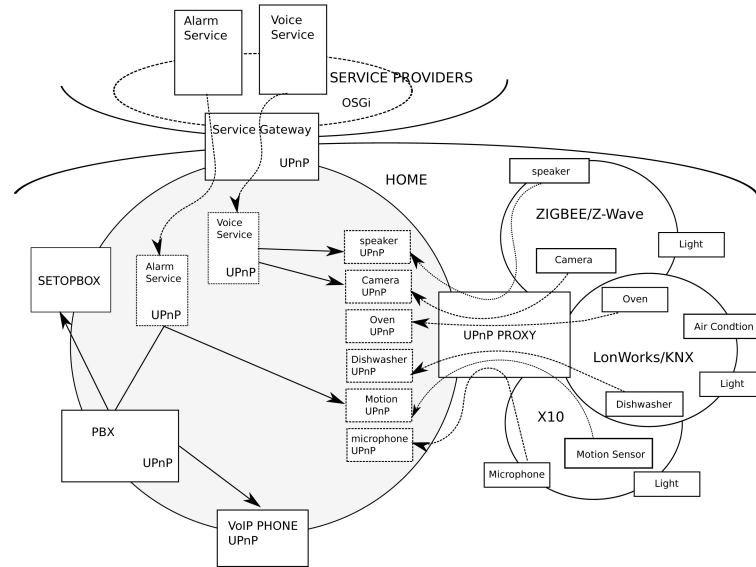 Alarm
Service
Voice
Service
SERVICE PROVIDERS
OSGi
Service Gateway
UPnP
HOME
speaker
ZIGBEE/Z-Wave
Light
Camera
Voice
Service
UPnP
speaker
UPnP
Alarm
Service
UPnP
SETOPBOX
Camera
UPnP
Oven
UPnP
Oven
Air Condtion
UPnP PROXY
LonWorks/KNX
Dishwasher
UPnP
Light
Motion
UPnP
Dishwasher
X10
PBX
UPnP
microphone
UPnP
Motion Sensor
Microphone
Light
VoIP PHONE
UPnP